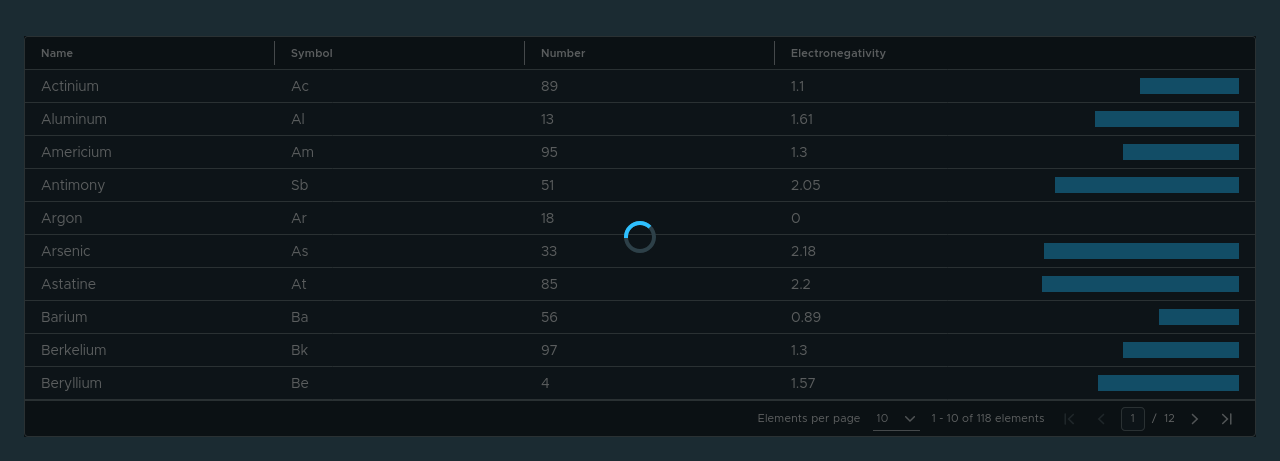 Name Symbol Number Electronegativity
Actinium Ac 89 1.1
Aluminum Al 13 1.61
Americium Am 95 1.3
Antimony Sb 51 2.05
Argon Ar 18 0
Arsenic As 33 2.18
Astatine At 85 2.2
Barium Ba 56 0.89
Berkelium Bk 97 1.3
Beryllium Be 4 1.57
Elements per page 10 1 - 10 of 118 elements 1 / 12